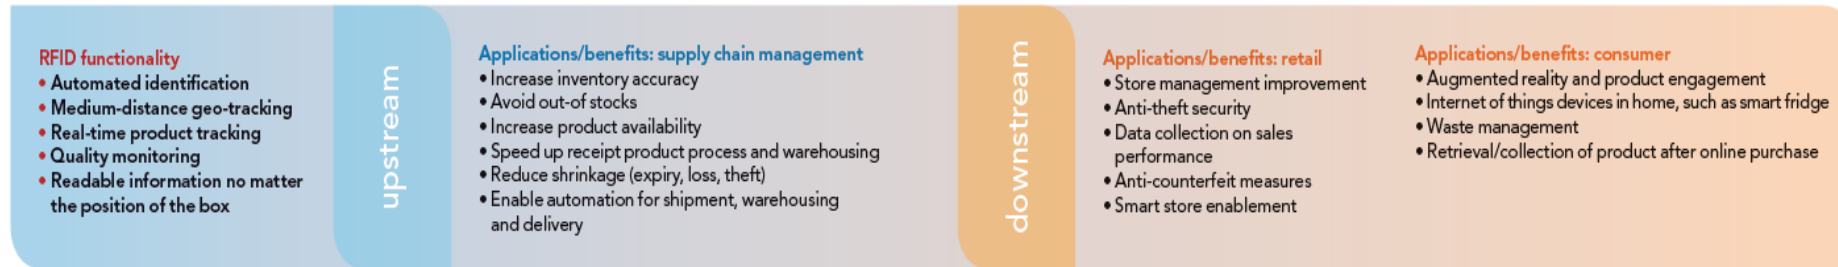 RFID functionality
• Automated identification
• Medium-distance geo-tracking
• Real-time product tracking
• Quality monitoring
• Readable information no matter
the position of the box
upstream
Applications/benefits: supply chain management
• Increase inventory accuracy
• Avoid out-of stocks
• Increase product availability
• Speed up receipt product process and warehousing
• Reduce shrinkage (expiry, loss, theft)
• Enable automation for shipment, warehousing
and delivery
downstream
Applications/benefits: retail
• Store management improvement
• Anti-theft security
• Data collection on sales
performance
• Anti-counterfeit measures
• Smart store enablement
Applications/benefits: consumer
• Augmented reality and product engagement
• Internet of things devices in home, such as smart fridge
• Waste management
• Retrieval/collection of product after online purchase